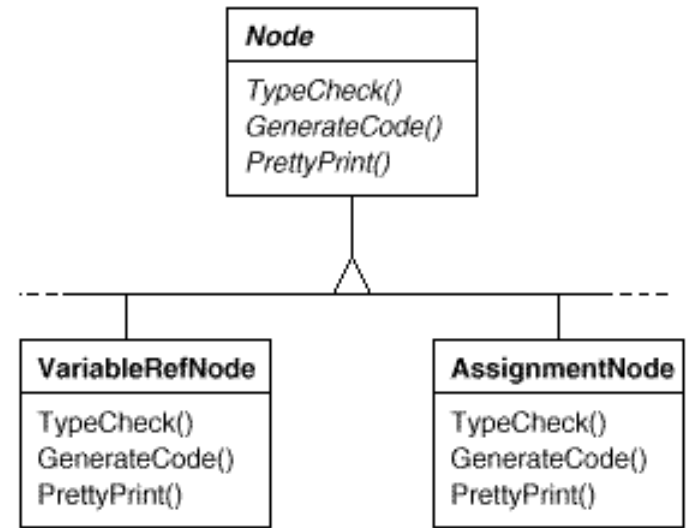 Node
TypeCheck()
GenerateCode()
PrettyPrint()
VariableRefNode
TypeCheck()
GenerateCode()
PrettyPrint()
AssignmentNode
TypeCheck()
GenerateCode()
PrettyPrint()